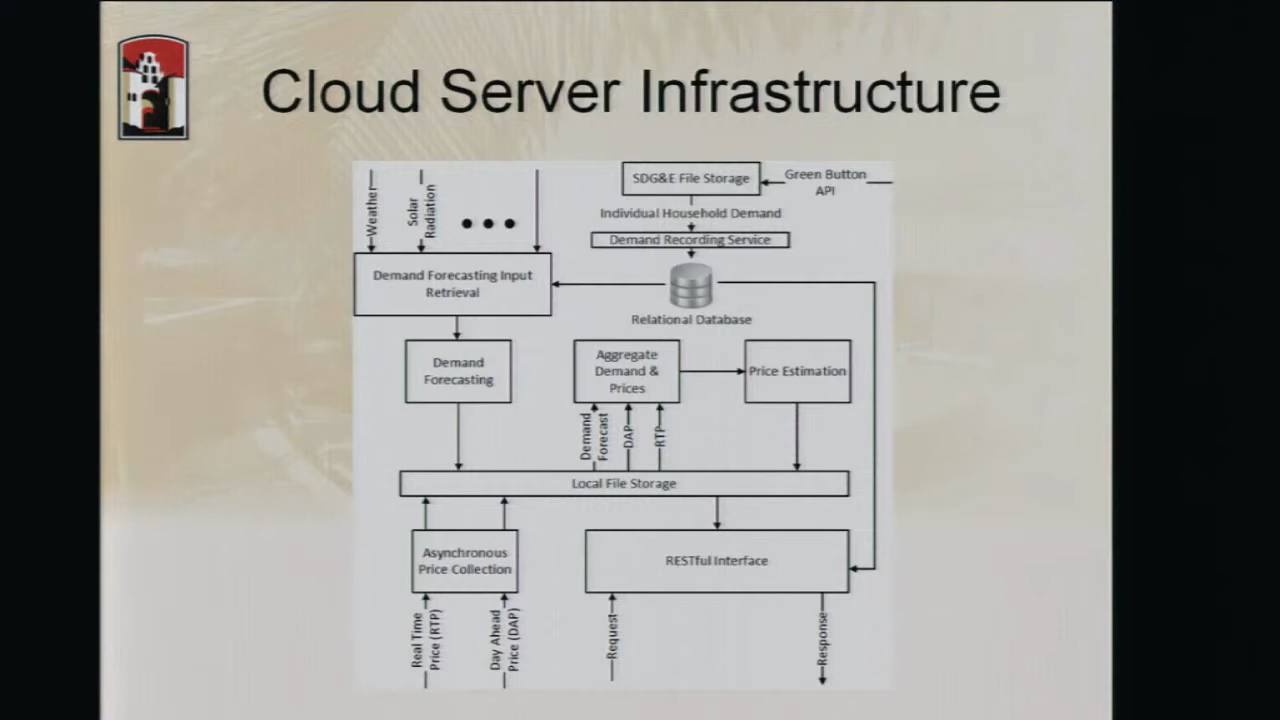 Cloud Server Infrastructure
Weather
Solar
Radiation
SDG&E File Storage
Green Button
API
Individual Household Demand
Demand Recording Service
Demand Forecasting Input
Retrieval
Relational Database
Demand
Forecasting
Aggregate
Demand &
Prices
Price Estimation
Demand
Forecast
DAP
RTP
Local File Storage
Asynchronous
Price Collection
RESTful Interface
Real Time
Price (RTP)
Day Ahead
Price (DAP)
Request
Response